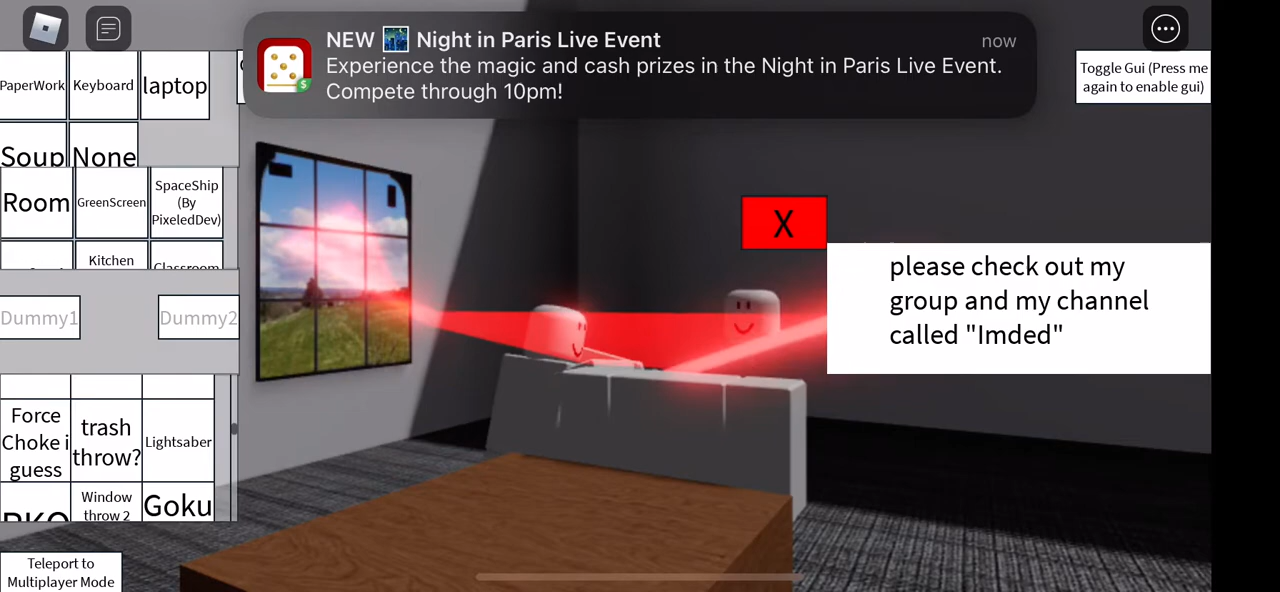 NEW Night in Paris Live Event
now
Experience the magic and cash prizes in the Night in Paris Live Event.
Compete through 10pm!
PaperWork
Keyboard
laptop
Toggle Gui (Press me
again to enable gui)
Soup
None
Room
GreenScreen
SpaceShip
(By
PixeledDev)
Kitchen
Classroom
X
please check out my
group and my channel
called "Imded"
Dummy1
Dummy2
Force
Choke i
guess
trash
throw?
Lightsaber
Window
throw 2
Goku
Teleport to
Multiplayer Mode